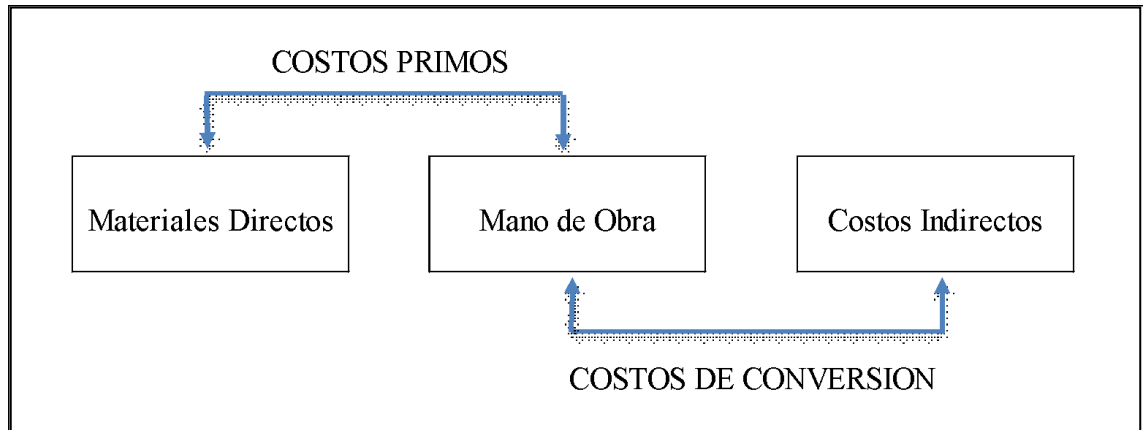 COSTOS PRIMOS
Materiales Directos
Mano de Obra
Costos Indirectos
COSTOS DE CONVERSION